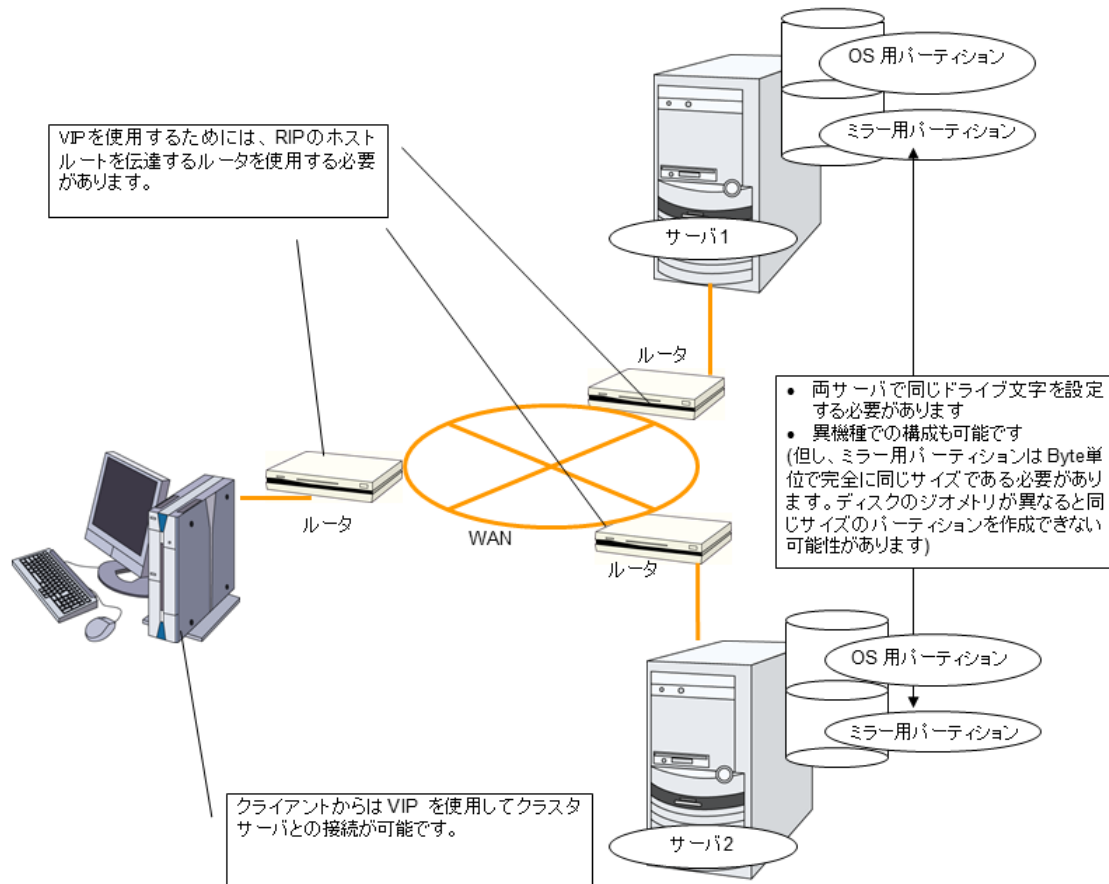 OS 用パーティション
ミラー用パーティション
VIPを使用するためには、RIPのホスト
ルートを伝達するルータを使用する必要
があります。
サーバ1
ルータ
● 両サーバで同じドライブ文字を設定
する必要があります
● 異機種での構成も可能です
(但し、ミラー用パーティションは Byte単
位で完全に同じサイズである必要があり
ます。ディスクのジオメトリが異なると同
じサイズのパーティションを作成できない
可能性があります)
ルータ
WAN
ルータ
OS 用パーティション
ミラー用パーティション
クライアントからは VIP を使用してクラスタ
サーバとの接続が可能です。
サーバ2